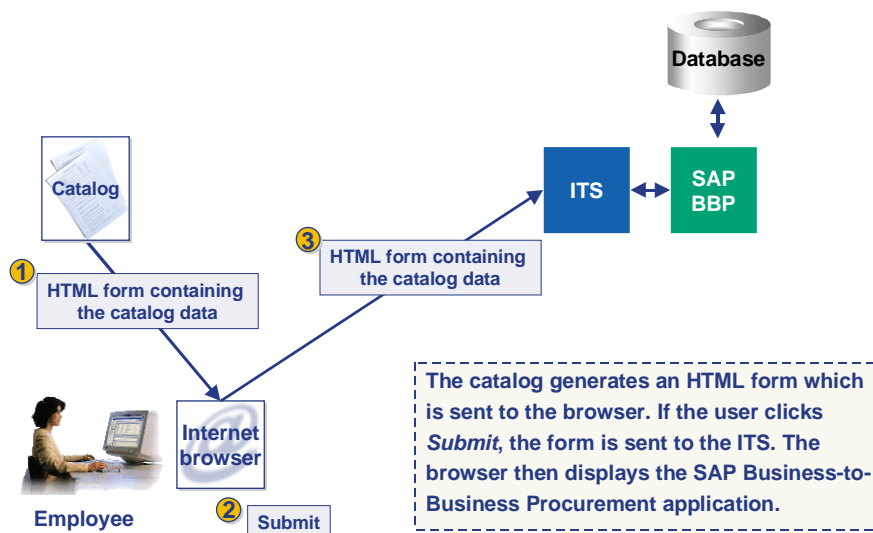 Database
Catalog
ITS
SAP
BBP
1
HTML form containing
the catalog data
3
HTML form containing
the catalog data
Internet
browser
Employee
2
Submit
The catalog generates an HTML form which
is sent to the browser. If the user clicks
Submit, the form is sent to the ITS. The
browser then displays the SAP Business-to-
Business Procurement application.